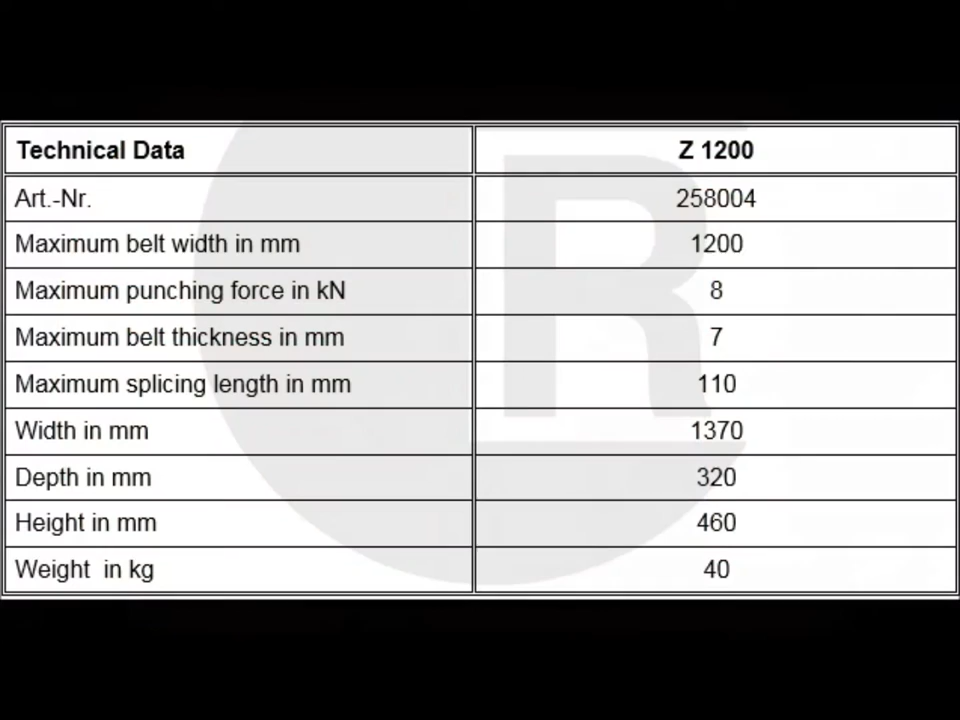 Technical Data Z 1200
Art.-Nr. 258004
Maximum belt width in mm 1200
Maximum punching force in kN 8
Maximum belt thickness in mm 7
Maximum splicing length in mm 110
Width in mm 1370
Depth in mm 320
Height in mm 460
Weight  in kg 40
R